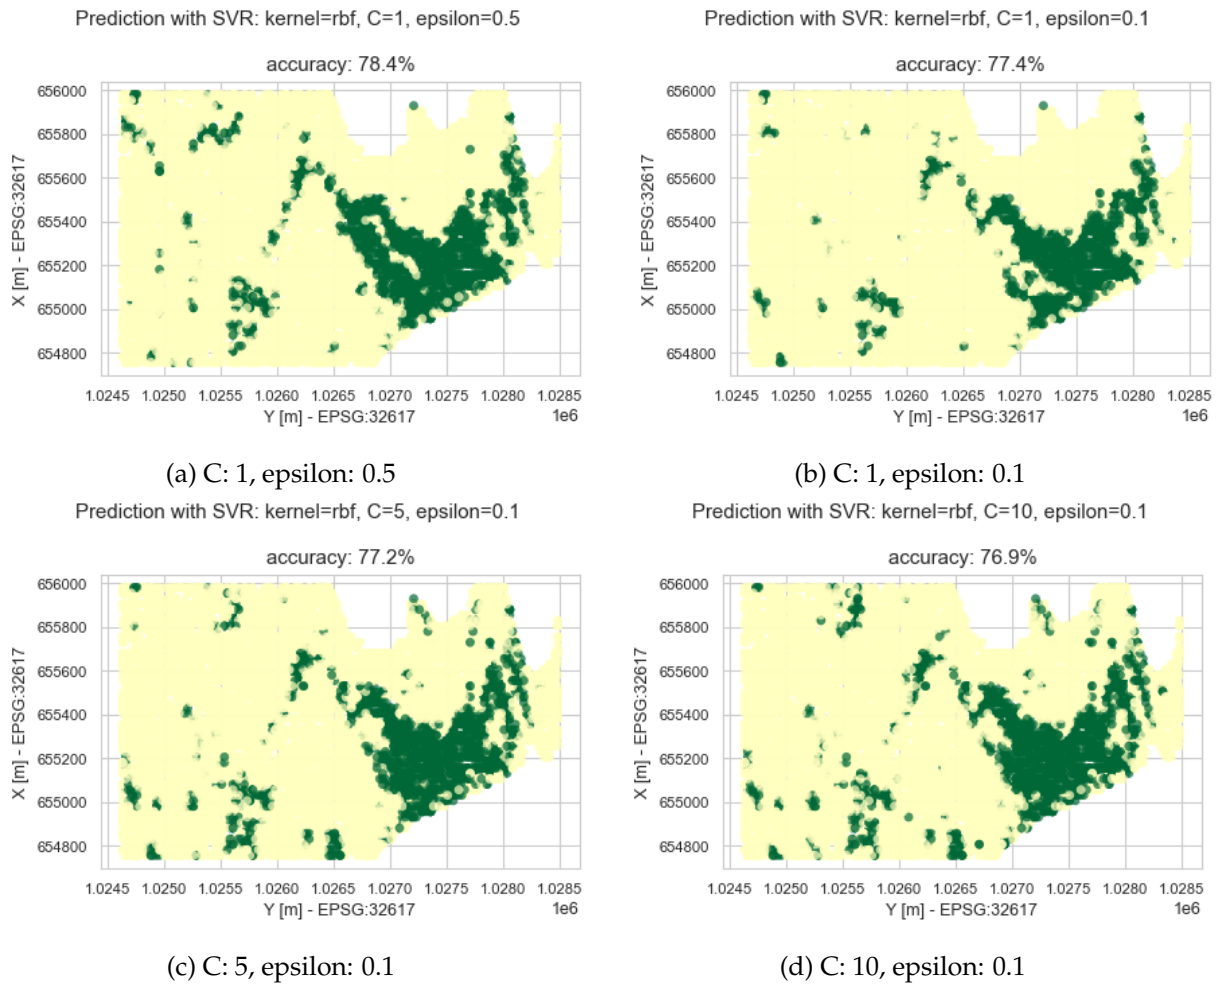 Prediction with SVR: kernel=rbf, C=1, epsilon=0.5
accuracy: 78.4%
656000
655800
655600
655400
655200
655000
654800
X [m] - EPSG:32617
1.0245 1.0250 1.0255 1.0260 1.0265 1.0270 1.0275 1.0280 1.0285
1e6
Y [m] - EPSG:32617
(a) C: 1, epsilon: 0.5
Prediction with SVR: kernel=rbf, C=1, epsilon=0.1
accuracy: 77.4%
656000
655800
655600
655400
655200
655000
654800
X [m] - EPSG:32617
1.0245 1.0250 1.0255 1.0260 1.0265 1.0270 1.0275 1.0280 1.0285
1e6
Y [m] - EPSG:32617
(b) C: 1, epsilon: 0.1
Prediction with SVR: kernel=rbf, C=5, epsilon=0.1
accuracy: 77.2%
656000
655800
655600
655400
655200
655000
654800
X [m] - EPSG:32617
1.0245 1.0250 1.0255 1.0260 1.0265 1.0270 1.0275 1.0280 1.0285
1e6
Y [m] - EPSG:32617
(c) C: 5, epsilon: 0.1
Prediction with SVR: kernel=rbf, C=10, epsilon=0.1
accuracy: 76.9%
656000
655800
655600
655400
655200
655000
654800
X [m] - EPSG:32617
1.0245 1.0250 1.0255 1.0260 1.0265 1.0270 1.0275 1.0280 1.0285
1e6
Y [m] - EPSG:32617
(d) C: 10, epsilon: 0.1